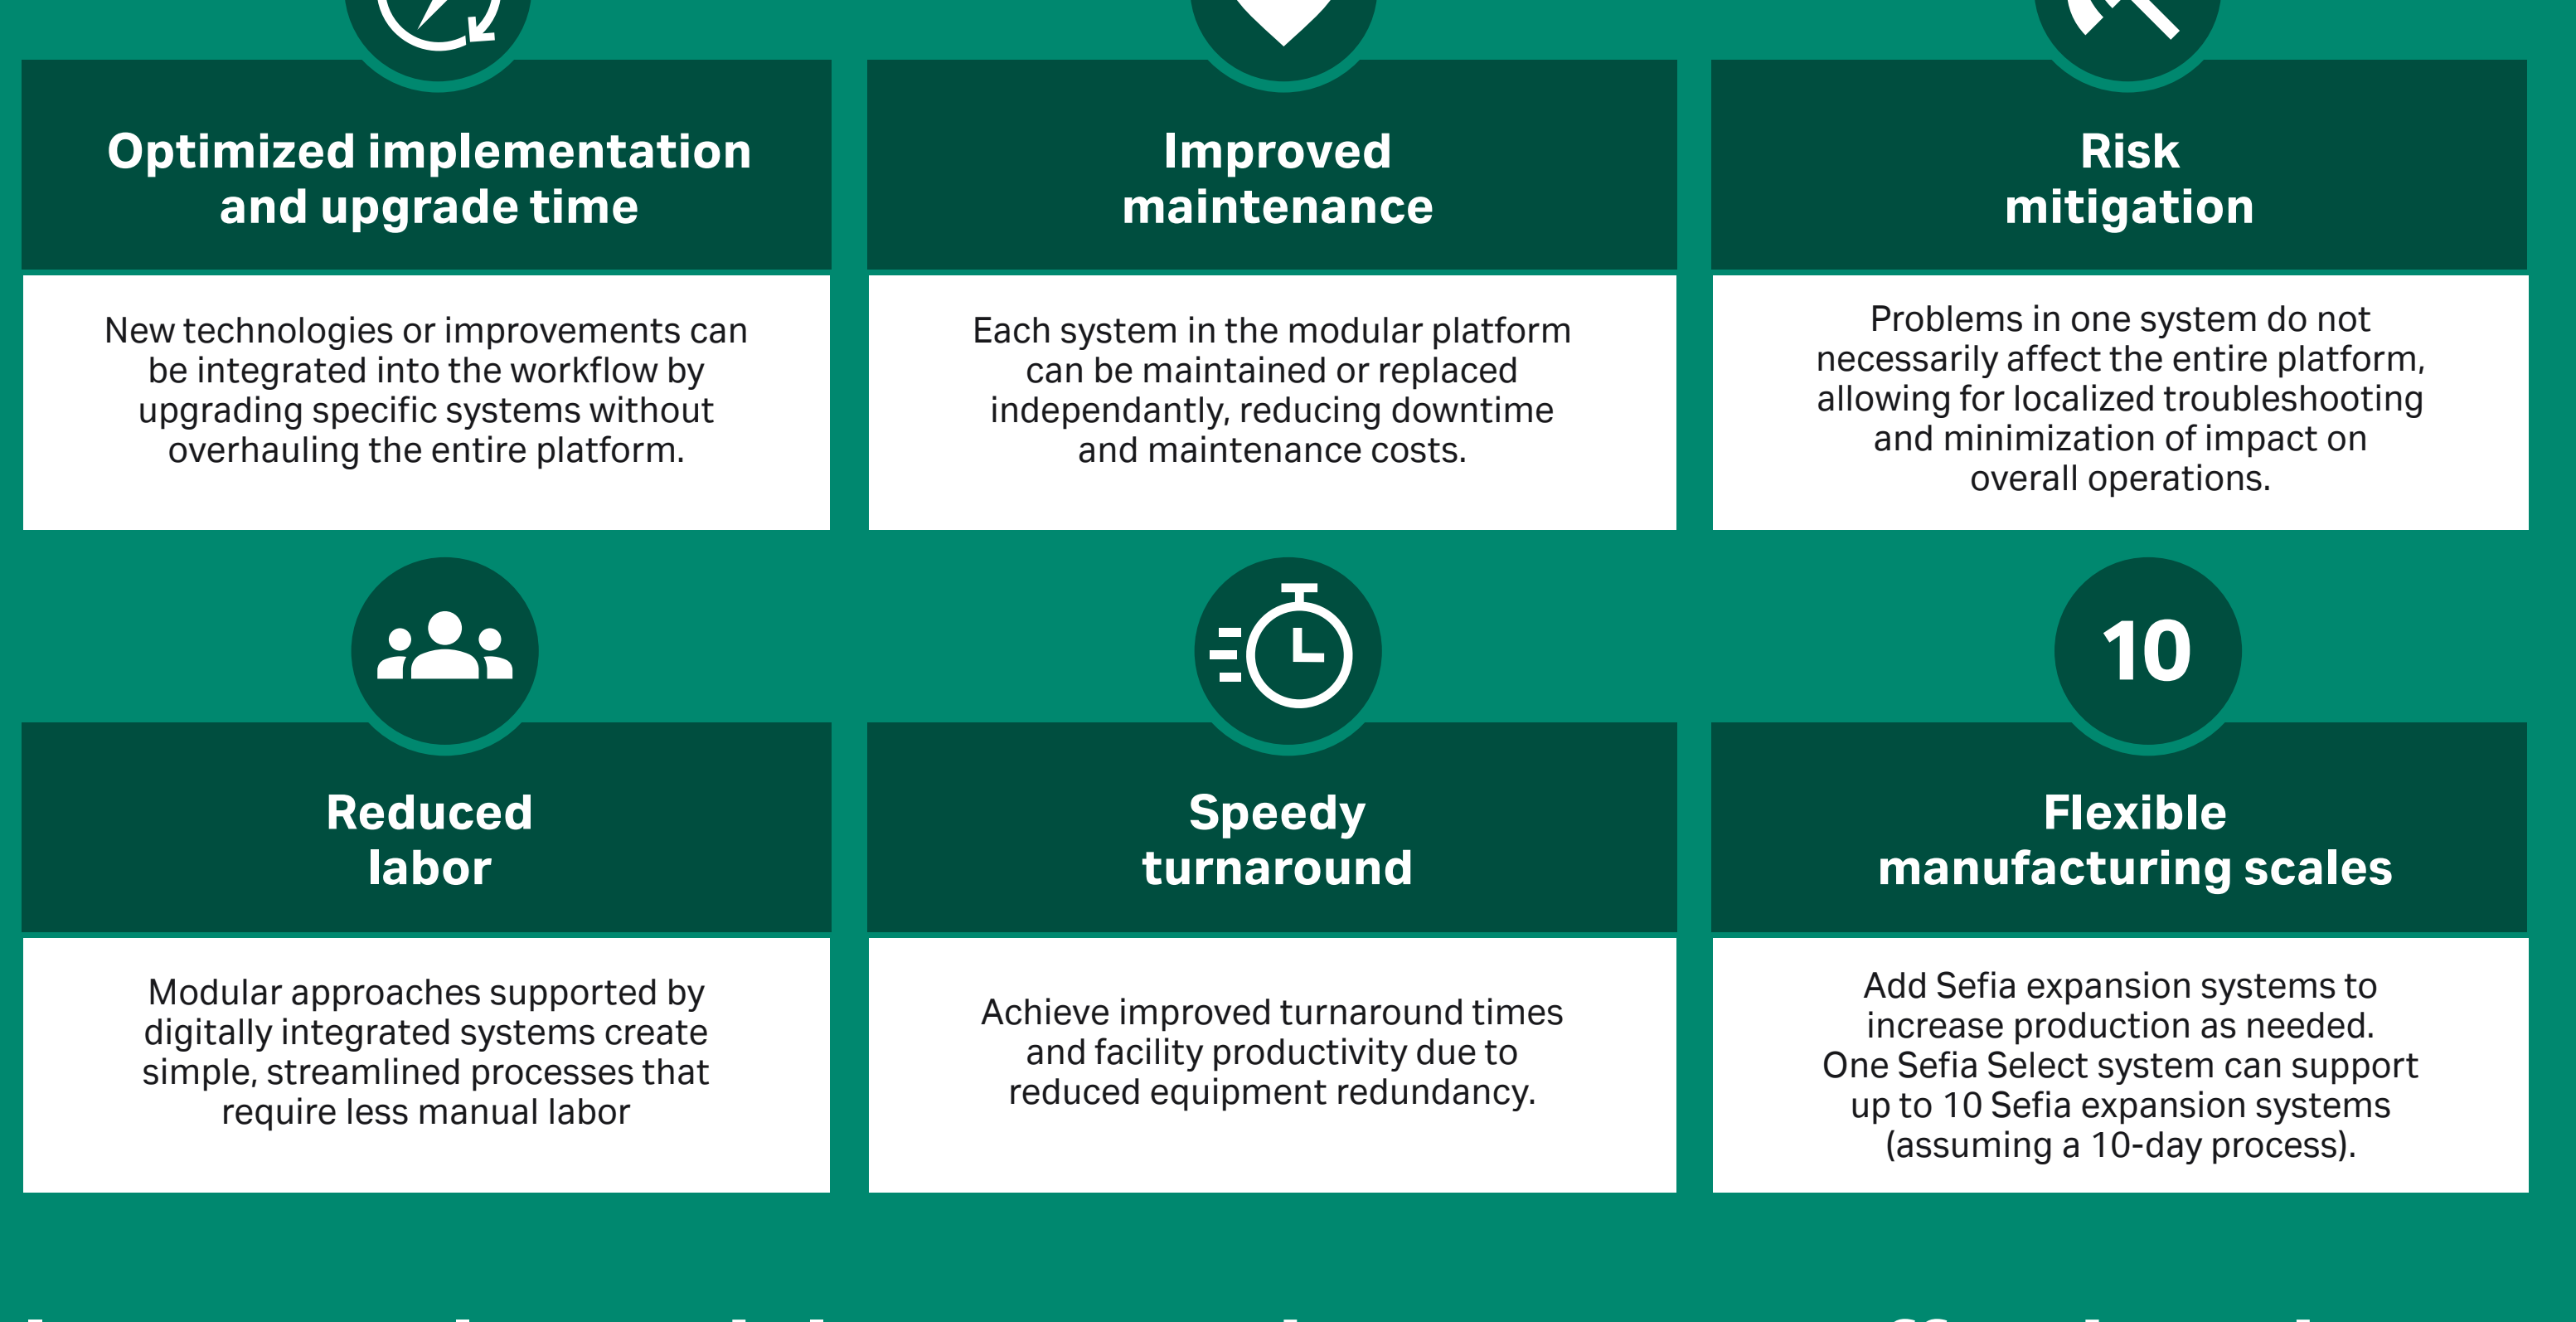 Optimized implementation
and upgrade time
New technologies or improvements can
be integrated into the workflow by
upgrading specific systems without
overhauling the entire platform.
Improved
maintenance
Each system in the modular platform
can be maintained or replaced
independantly, reducing downtime
and maintenance costs.
Risk
mitigation
Problems in one system do not
necessarily affect the entire platform,
allowing for localized troubleshooting
and minimization of impact on
overall operations.
Reduced
labor
Modular approaches supported by
digitally integrated systems create
simple, streamlined processes that
require less manual labor
Speedy
turnaround
Achieve improved turnaround times
and facility productivity due to
reduced equipment redundancy.
10
Flexible
manufacturing scales
Add Sefia expansion systems to
increase production as needed.
One Sefia Select system can support
up to 10 Sefia expansion systems
(assuming a 10-day process).